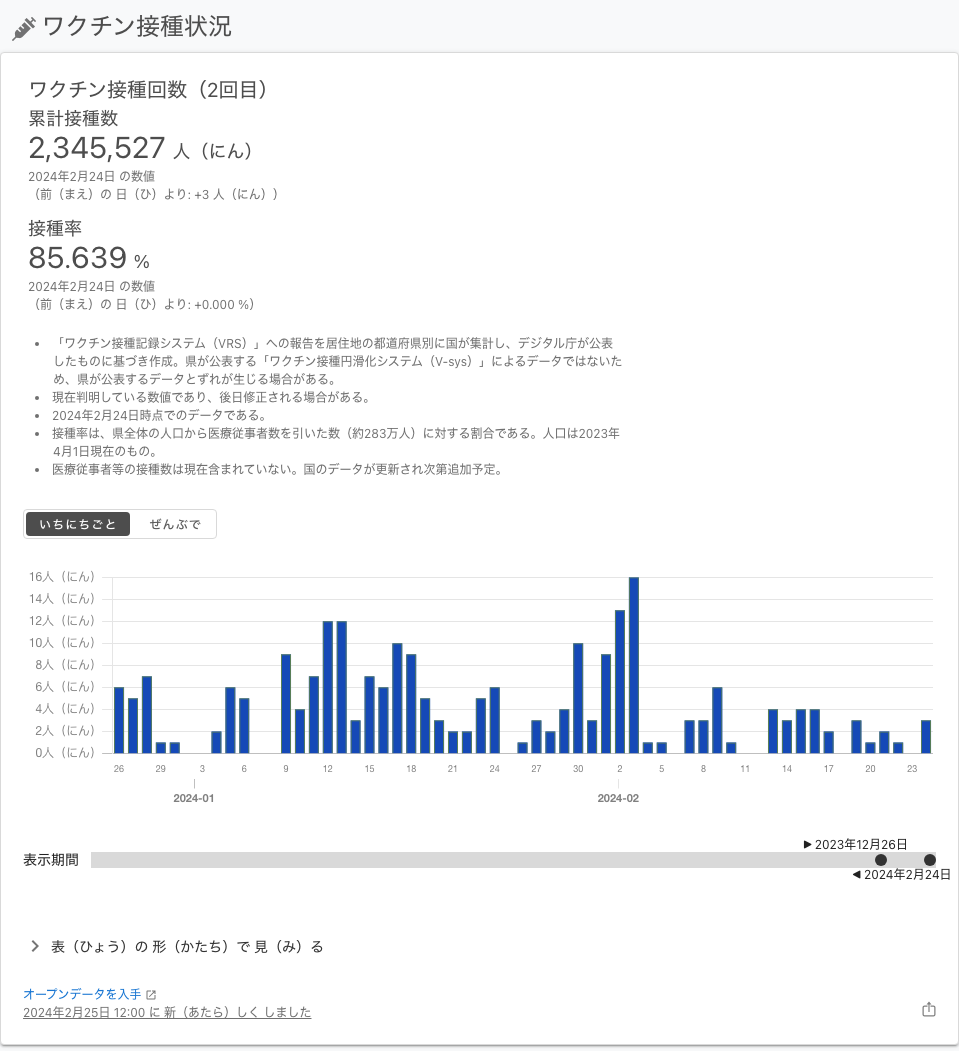 ワクチン接種状況
ワクチン接種回数（2回目）
累計接種数
2,345,527 人（にん）
2024年2月24日 の数値
（前（まえ）の 日（ひ）より: +3 人（にん））
接種率
85.639 %
2024年2月24日 の数値
（前（まえ）の 日（ひ）より: +0.000 %）
• 「ワクチン接種記録システム（VRS）」への報告を居住地の都道府県別に国が集計し、デジタル庁が公表
したものに基づき作成。県が公表する「ワクチン接種円滑化システム（V-sys）」によるデータではないた
め、県が公表するデータとずれが生じる場合がある。
• 現在判明している数値であり、後日修正される場合がある。
• 2024年2月24日時点でのデータである。
• 接種率は、県全体の人口から医療従事者数を引いた数（約283万人）に対する割合である。人口は2023年
4月1日現在のもの。
• 医療従事者等の接種数は現在含まれていない。国のデータが更新され次第追加予定。
いちにちごと ぜんぶで
16人（にん）
14人（にん）
12人（にん）
10人（にん）
8人（にん）
6人（にん）
4人（にん）
2人（にん）
0人（にん）
26 29 3 6 9 12 15 18 21 24 27 30 2 5 8 11 14 17 20 23
2024-01 2024-02
▶ 2023年12月26日
表示期間
◀ 2024年2月24日
表（ひょう）の 形（かたち）で 見（み）る
オープンデータを入手
2024年2月25日 12:00 に 新（あたら）しく しました